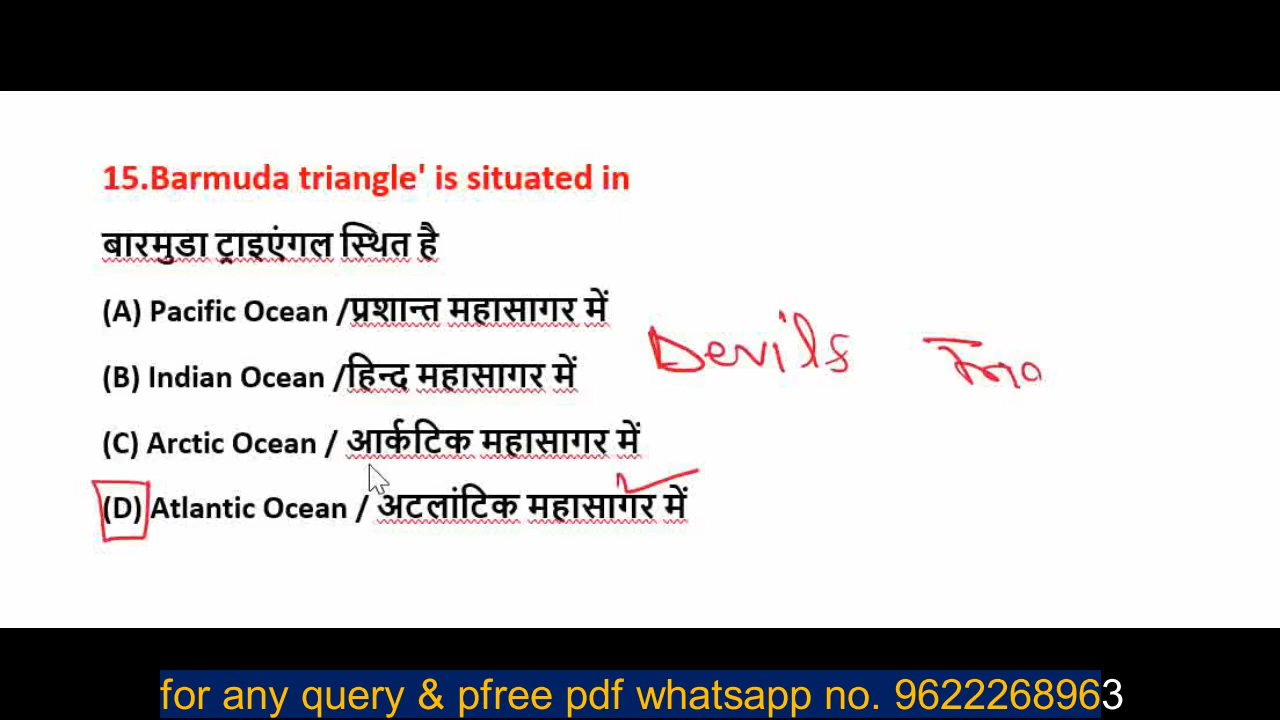 15.Barmuda triangle' is situated in
बारमुडा ट्राइएंगल स्थित है
(A) Pacific Ocean /प्रशान्त महासागर में
(B) Indian Ocean /हिन्द महासागर में
Devils
(C) Arctic Ocean / आर्कटिक महासागर में
(D) Atlantic Ocean / अटलांटिक महासागर में
for any query & pfree pdf whatsapp no. 9622268963